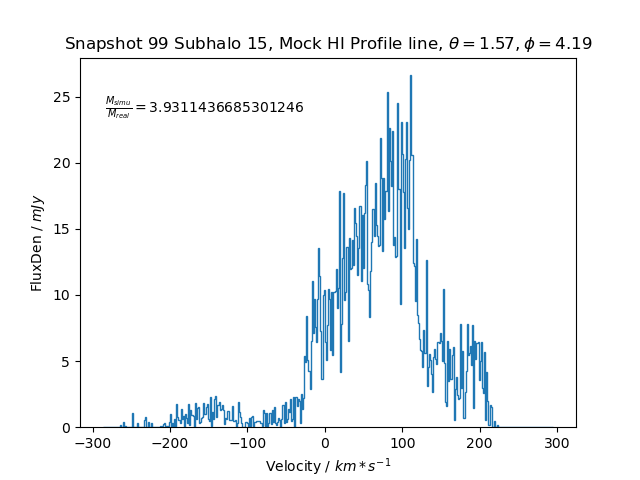 Snapshot 99 Subhalo 15, Mock HI Profile line, θ = 1.57, ϕ = 4.19
M_simu/M_real = 3.9311436685301246
FluxDen / mJy
25
20
15
10
5
0
−300 −200 −100 0 100 200 300
Velocity / km * s⁻¹